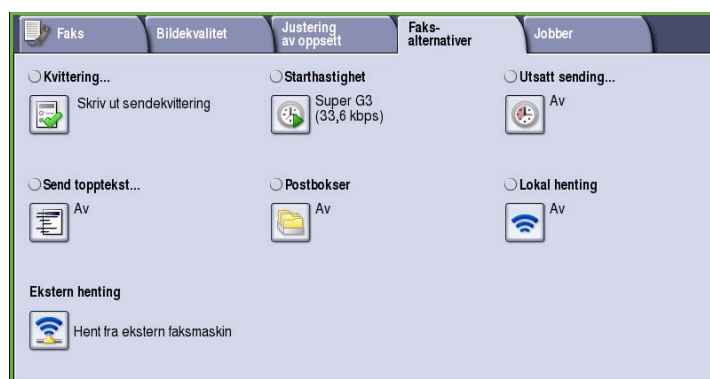 Faks
Bildekvalitet
Justering
av oppsett
Faks-
alternativer
Jobber
Kvittering...
Skriv ut sendekvittering
Starthastighet
Super G3
(33,6 kbps)
Utsatt sending...
Av
Send topptekst...
Av
Postbokser
Av
Lokal henting
Av
Ekstern henting
Hent fra ekstern faksmaskin